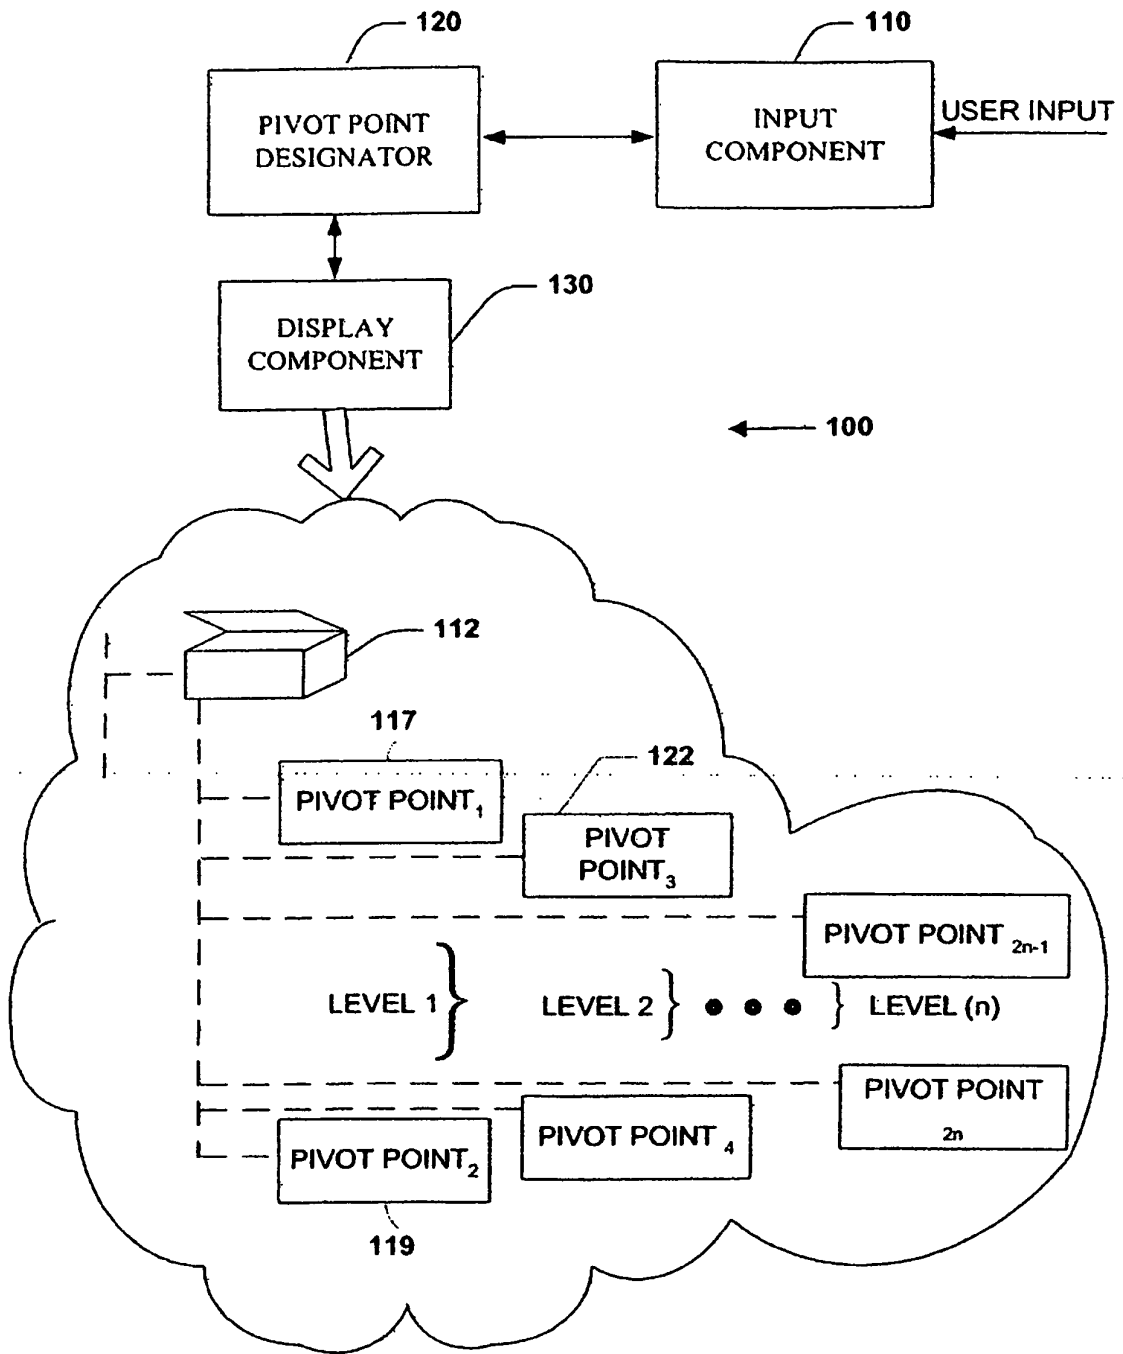 120
110
PIVOT POINT
DESIGNATOR
INPUT
COMPONENT
USER INPUT
130
DISPLAY
COMPONENT
100
112
117
122
PIVOT POINT1
PIVOT
POINT3
PIVOT POINT 2n-1
LEVEL 1
LEVEL 2
LEVEL (n)
PIVOT POINT
2n
PIVOT POINT 4
PIVOT POINT2
119